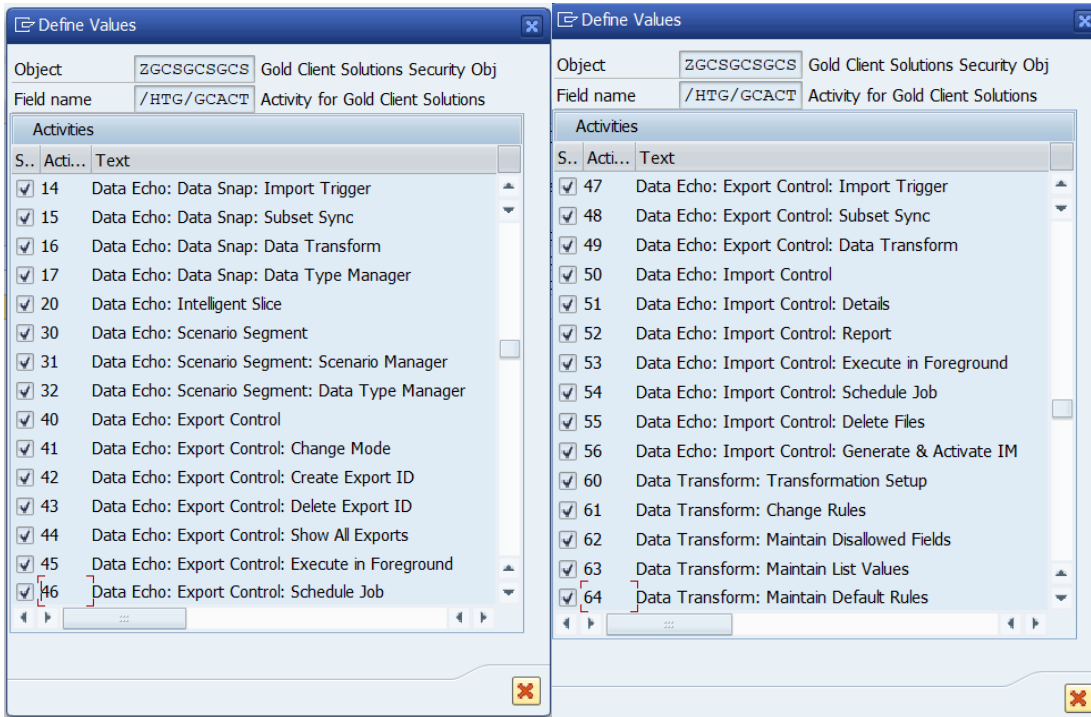 Define Values
Object ZGCSGCSGCS Gold Client Solutions Security Obj
Field name /HTG/GCACT Activity for Gold Client Solutions
Activities
S.. Acti... Text
14 Data Echo: Data Snap: Import Trigger
15 Data Echo: Data Snap: Subset Sync
16 Data Echo: Data Snap: Data Transform
17 Data Echo: Data Snap: Data Type Manager
20 Data Echo: Intelligent Slice
30 Data Echo: Scenario Segment
31 Data Echo: Scenario Segment: Scenario Manager
32 Data Echo: Scenario Segment: Data Type Manager
40 Data Echo: Export Control
41 Data Echo: Export Control: Change Mode
42 Data Echo: Export Control: Create Export ID
43 Data Echo: Export Control: Delete Export ID
44 Data Echo: Export Control: Show All Exports
45 Data Echo: Export Control: Execute in Foreground
46 Data Echo: Export Control: Schedule Job
Define Values
Object ZGCSGCSGCS Gold Client Solutions Security Obj
Field name /HTG/GCACT Activity for Gold Client Solutions
Activities
S.. Acti... Text
47 Data Echo: Export Control: Import Trigger
48 Data Echo: Export Control: Subset Sync
49 Data Echo: Export Control: Data Transform
50 Data Echo: Import Control
51 Data Echo: Import Control: Details
52 Data Echo: Import Control: Report
53 Data Echo: Import Control: Execute in Foreground
54 Data Echo: Import Control: Schedule Job
55 Data Echo: Import Control: Delete Files
56 Data Echo: Import Control: Generate & Activate IM
60 Data Transform: Transformation Setup
61 Data Transform: Change Rules
62 Data Transform: Maintain Disallowed Fields
63 Data Transform: Maintain List Values
64 Data Transform: Maintain Default Rules